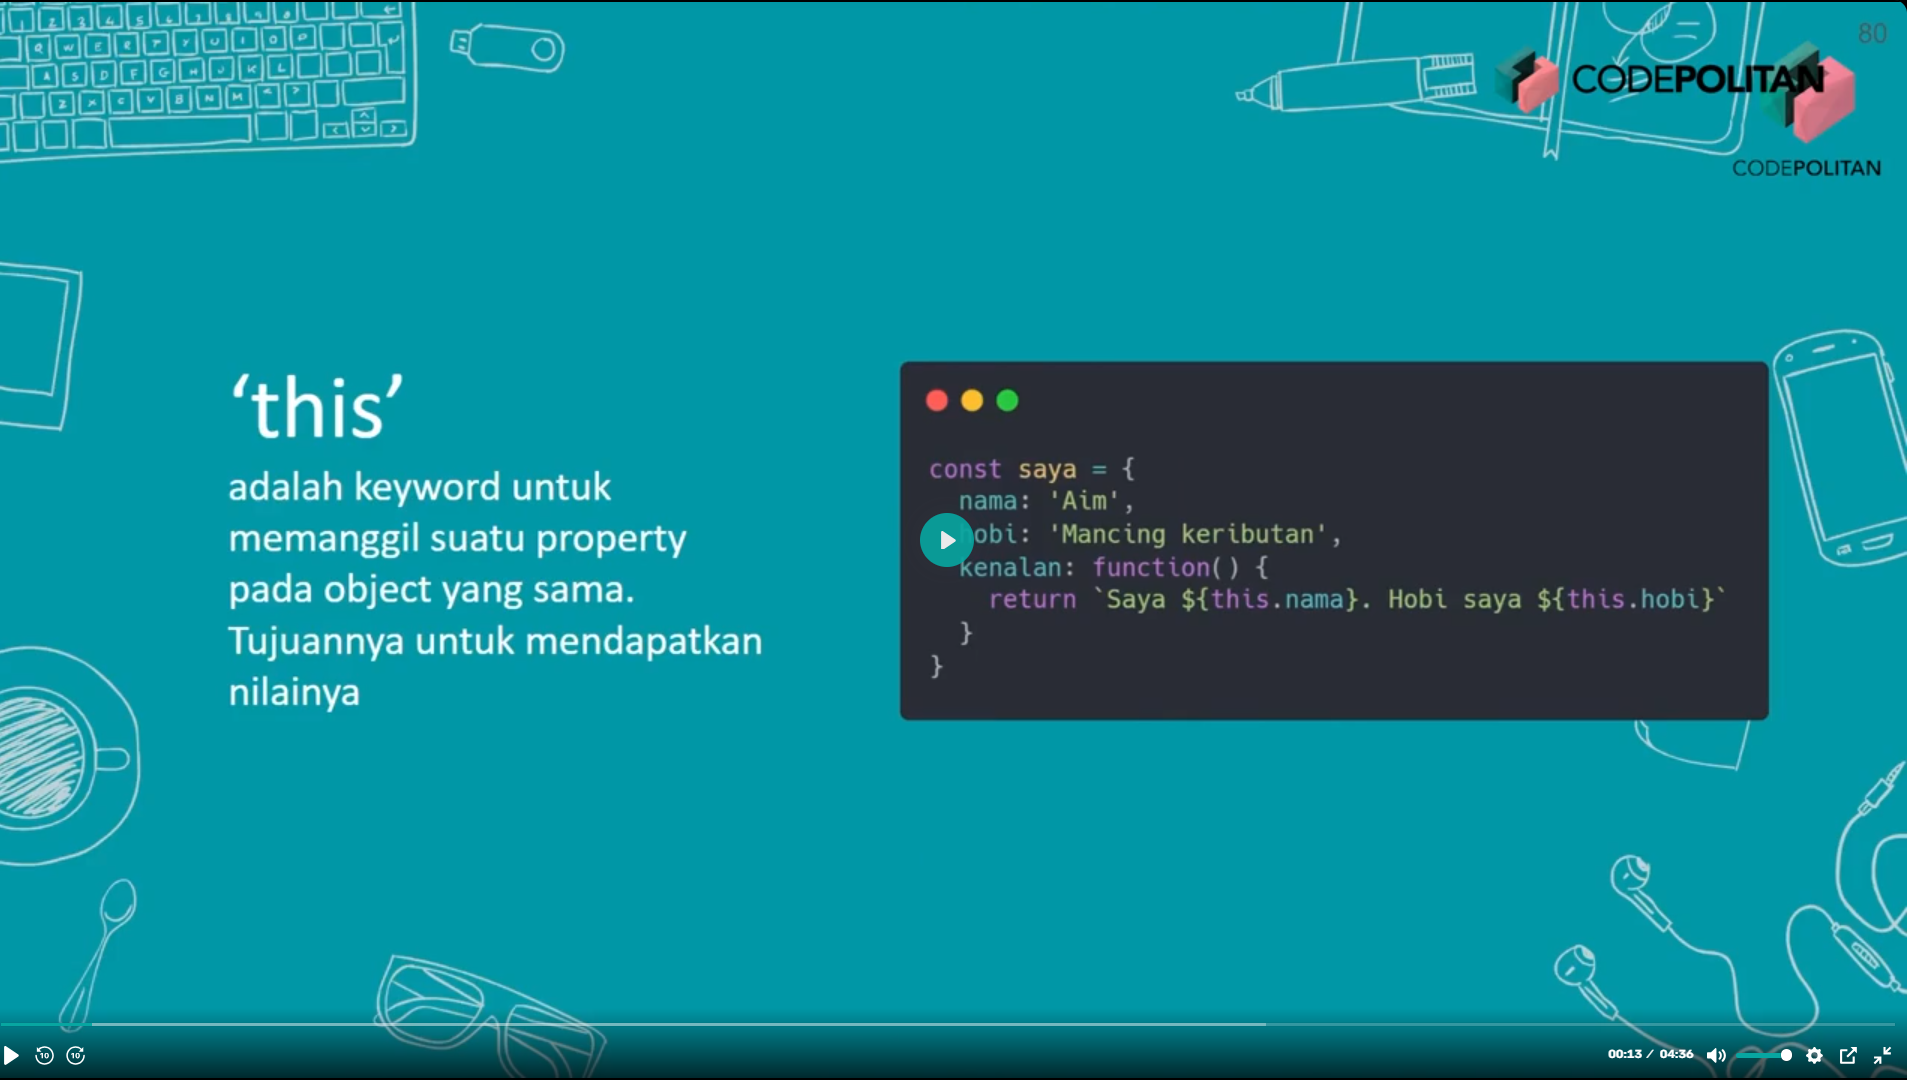 80
CODEPOLITAN
CODEPOLITAN
‘this’
adalah keyword untuk
memanggil suatu property
pada object yang sama.
Tujuannya untuk mendapatkan
nilainya
const saya = {
nama: 'Aim',
hobi: 'Mancing keributan',
kenalan: function() {
return `Saya ${this.nama}. Hobi saya ${this.hobi}`
}
}
10
10
00:13 / 04:36